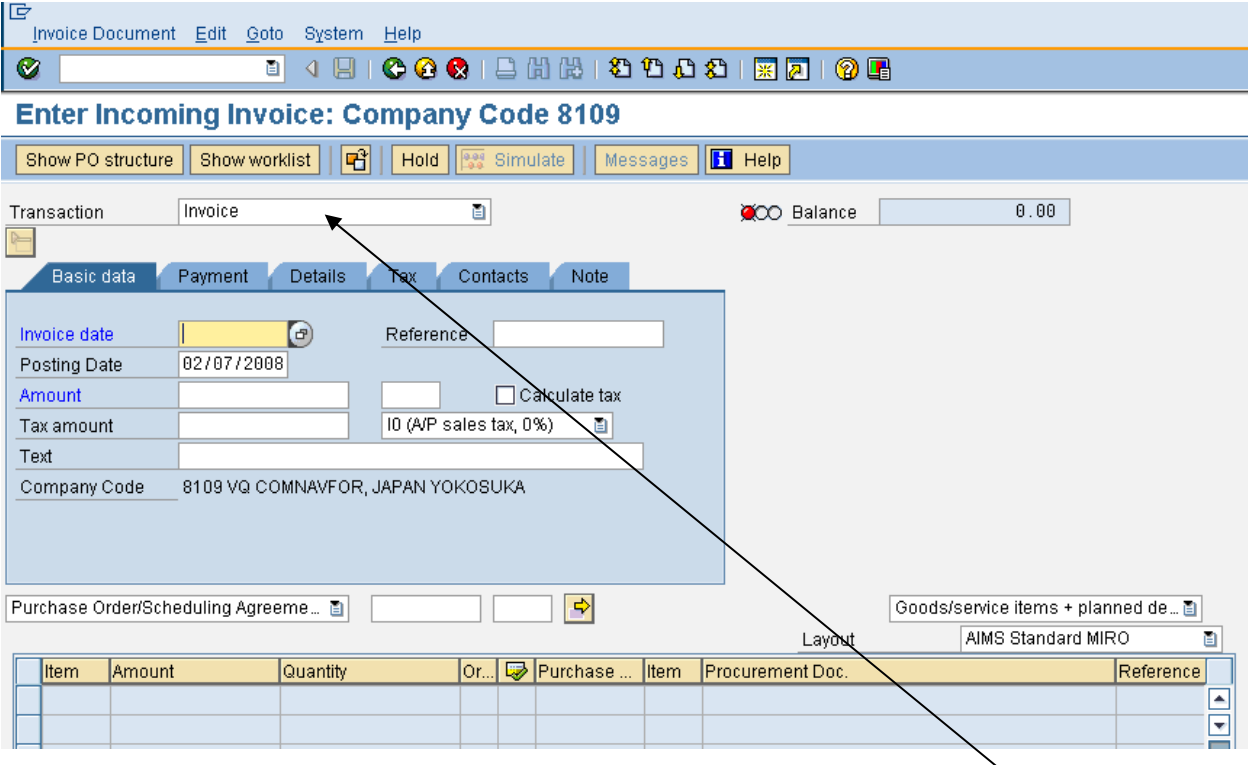 Invoice Document Edit Goto System Help
Enter Incoming Invoice: Company Code 8109
Show PO structure Show worklist Hold Simulate Messages Help
Transaction Invoice Balance 0.00
Basic data Payment Details Tax Contacts Note
Invoice date Reference
Posting Date 02/07/2008
Amount Calculate tax
Tax amount I0 (A/P sales tax, 0%)
Text
Company Code 8109 VQ COMNAVFOR, JAPAN YOKOSUKA
Purchase Order/Scheduling Agreeme... Goods/service items + planned de...
Layout AIMS Standard MIRO
Item Amount Quantity Or... Purchase ... Item Procurement Doc. Reference